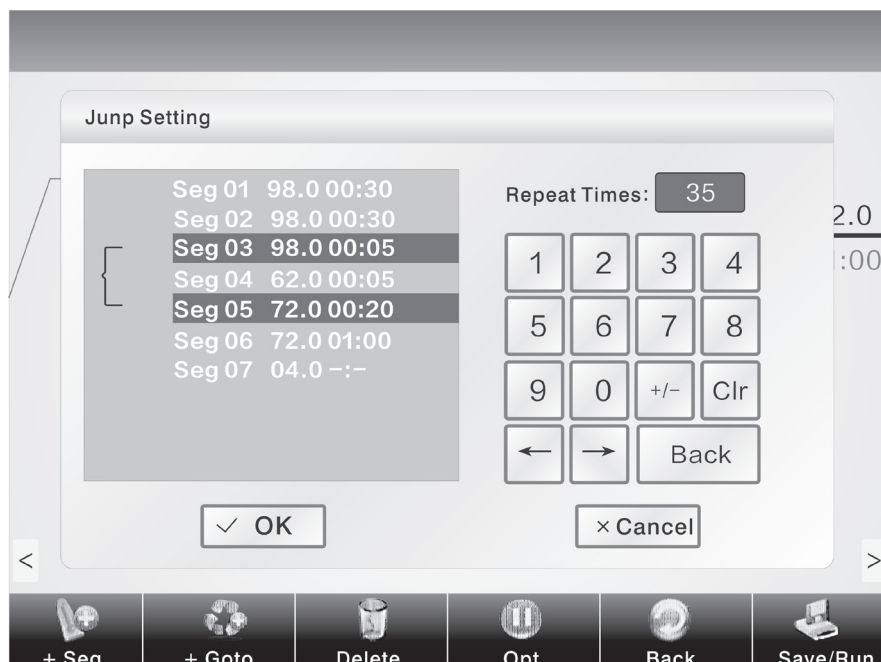 Junp Setting
Seg 01 98.0 00:30
Seg 02 98.0 00:30
Seg 03 98.0 00:05
Seg 04 62.0 00:05
Seg 05 72.0 00:20
Seg 06 72.0 01:00
Seg 07 04.0 –:–
Repeat Times: 35
1 2 3 4
5 6 7 8
9 0 +/− Clr
← → Back
✓ OK
× Cancel
2.0
:00
< >
+ Seg
+ Goto
Delete
Opt
Back
Save/Run